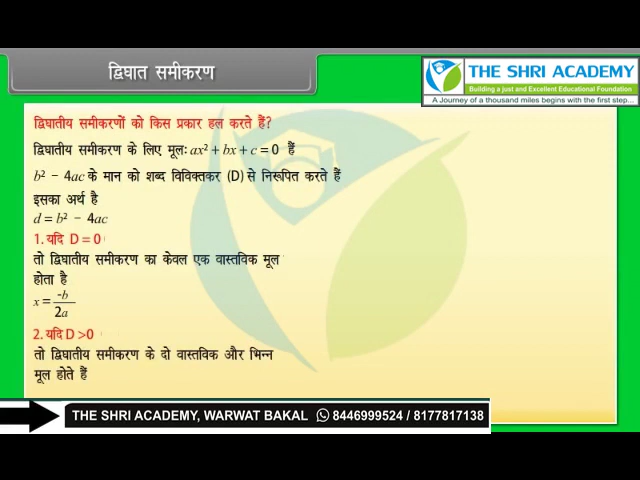 द्विघात समीकरण
THE SHRI ACADEMY
Building a just and Excellent Educational Foundation
A Journey of a thousand miles begins with the first step...
द्विघातीय समीकरणों को किस प्रकार हल करते हैं?
द्विघातीय समीकरण के लिए मूलः ax² + bx + c = 0 हैं
b² − 4ac के मान को शब्द विविक्तकर (D) से निरूपित करते हैं
इसका अर्थ है
d = b² − 4ac
1. यदि D = 0
तो द्विघातीय समीकरण का केवल एक वास्तविक मूल
होता है
x = -b/2a
2. यदि D >0
तो द्विघातीय समीकरण के दो वास्तविक और भिन्न
मूल होते हैं
THE SHRI ACADEMY, WARWAT BAKAL 8446999524 / 8177817138